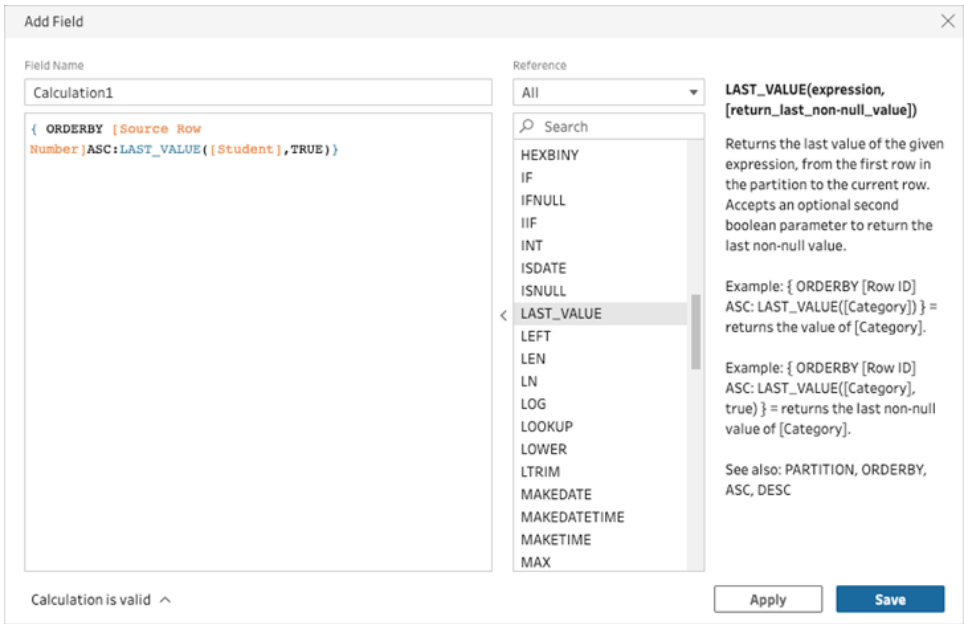 Add Field
Field Name
Calculation1
{ ORDERBY [Source Row
Number]ASC:LAST_VALUE([Student],TRUE)}
Reference
All
Search
HEXBINY
IF
IFNULL
IIF
INT
ISDATE
ISNULL
LAST_VALUE
LEFT
LEN
LN
LOG
LOOKUP
LOWER
LTRIM
MAKEDATE
MAKEDATETIME
MAKETIME
MAX
LAST_VALUE(expression,
[return_last_non-null_value])
Returns the last value of the given
expression, from the first row in
the partition to the current row.
Accepts an optional second
boolean parameter to return the
last non-null value.
Example: { ORDERBY [Row ID]
ASC: LAST_VALUE([Category]) } =
returns the value of [Category].
Example: { ORDERBY [Row ID]
ASC: LAST_VALUE([Category],
true) } = returns the last non-null
value of [Category].
See also: PARTITION, ORDERBY,
ASC, DESC
Calculation is valid
Apply
Save